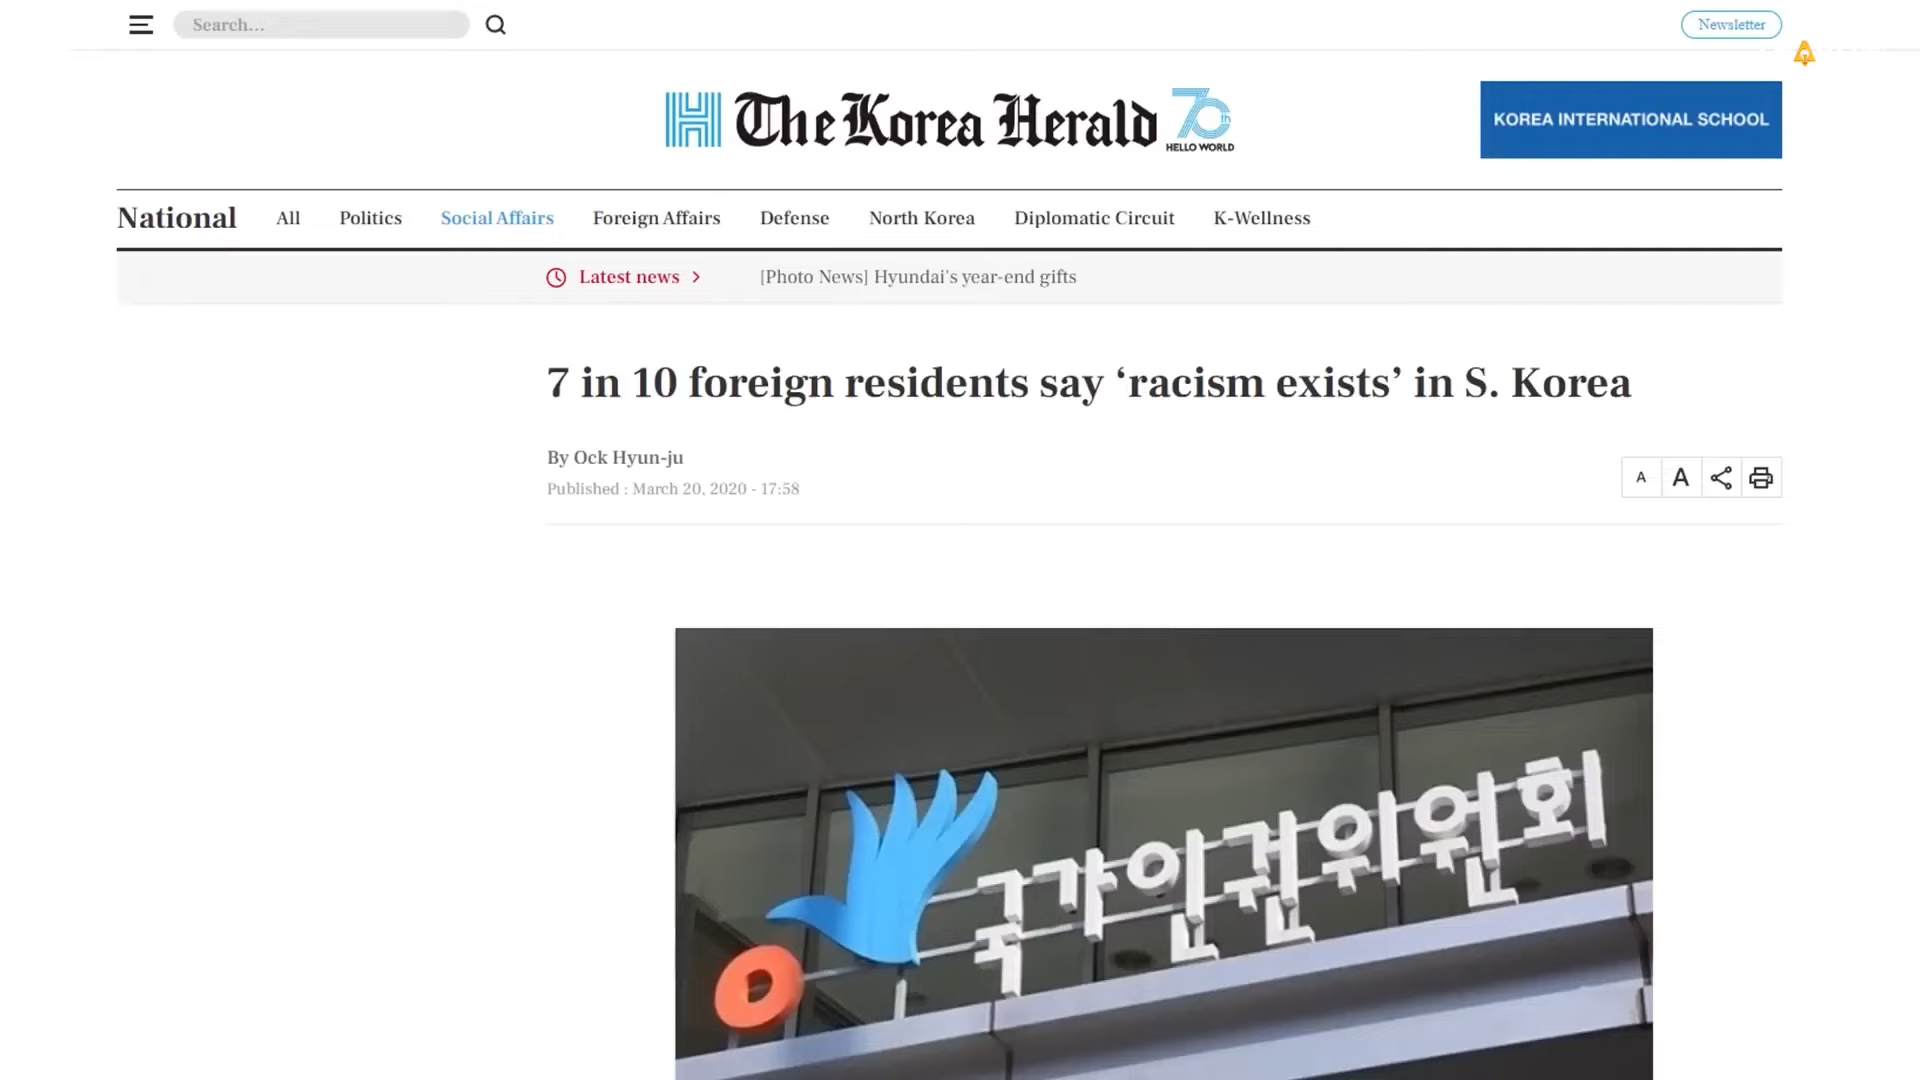 Search...
Newsletter
The Korea Herald
70th
HELLO WORLD
KOREA INTERNATIONAL SCHOOL
National All Politics Social Affairs Foreign Affairs Defense North Korea Diplomatic Circuit K-Wellness
Latest news > [Photo News] Hyundai's year-end gifts
7 in 10 foreign residents say ‘racism exists’ in S. Korea
By Ock Hyun-ju
Published : March 20, 2020 - 17:58
A A
국가인권위원회